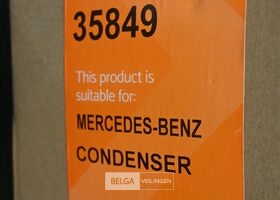 35849
This product is
suitable for:
MERCEDES-BENZ
CONDENSER
BELGA VEILINGEN